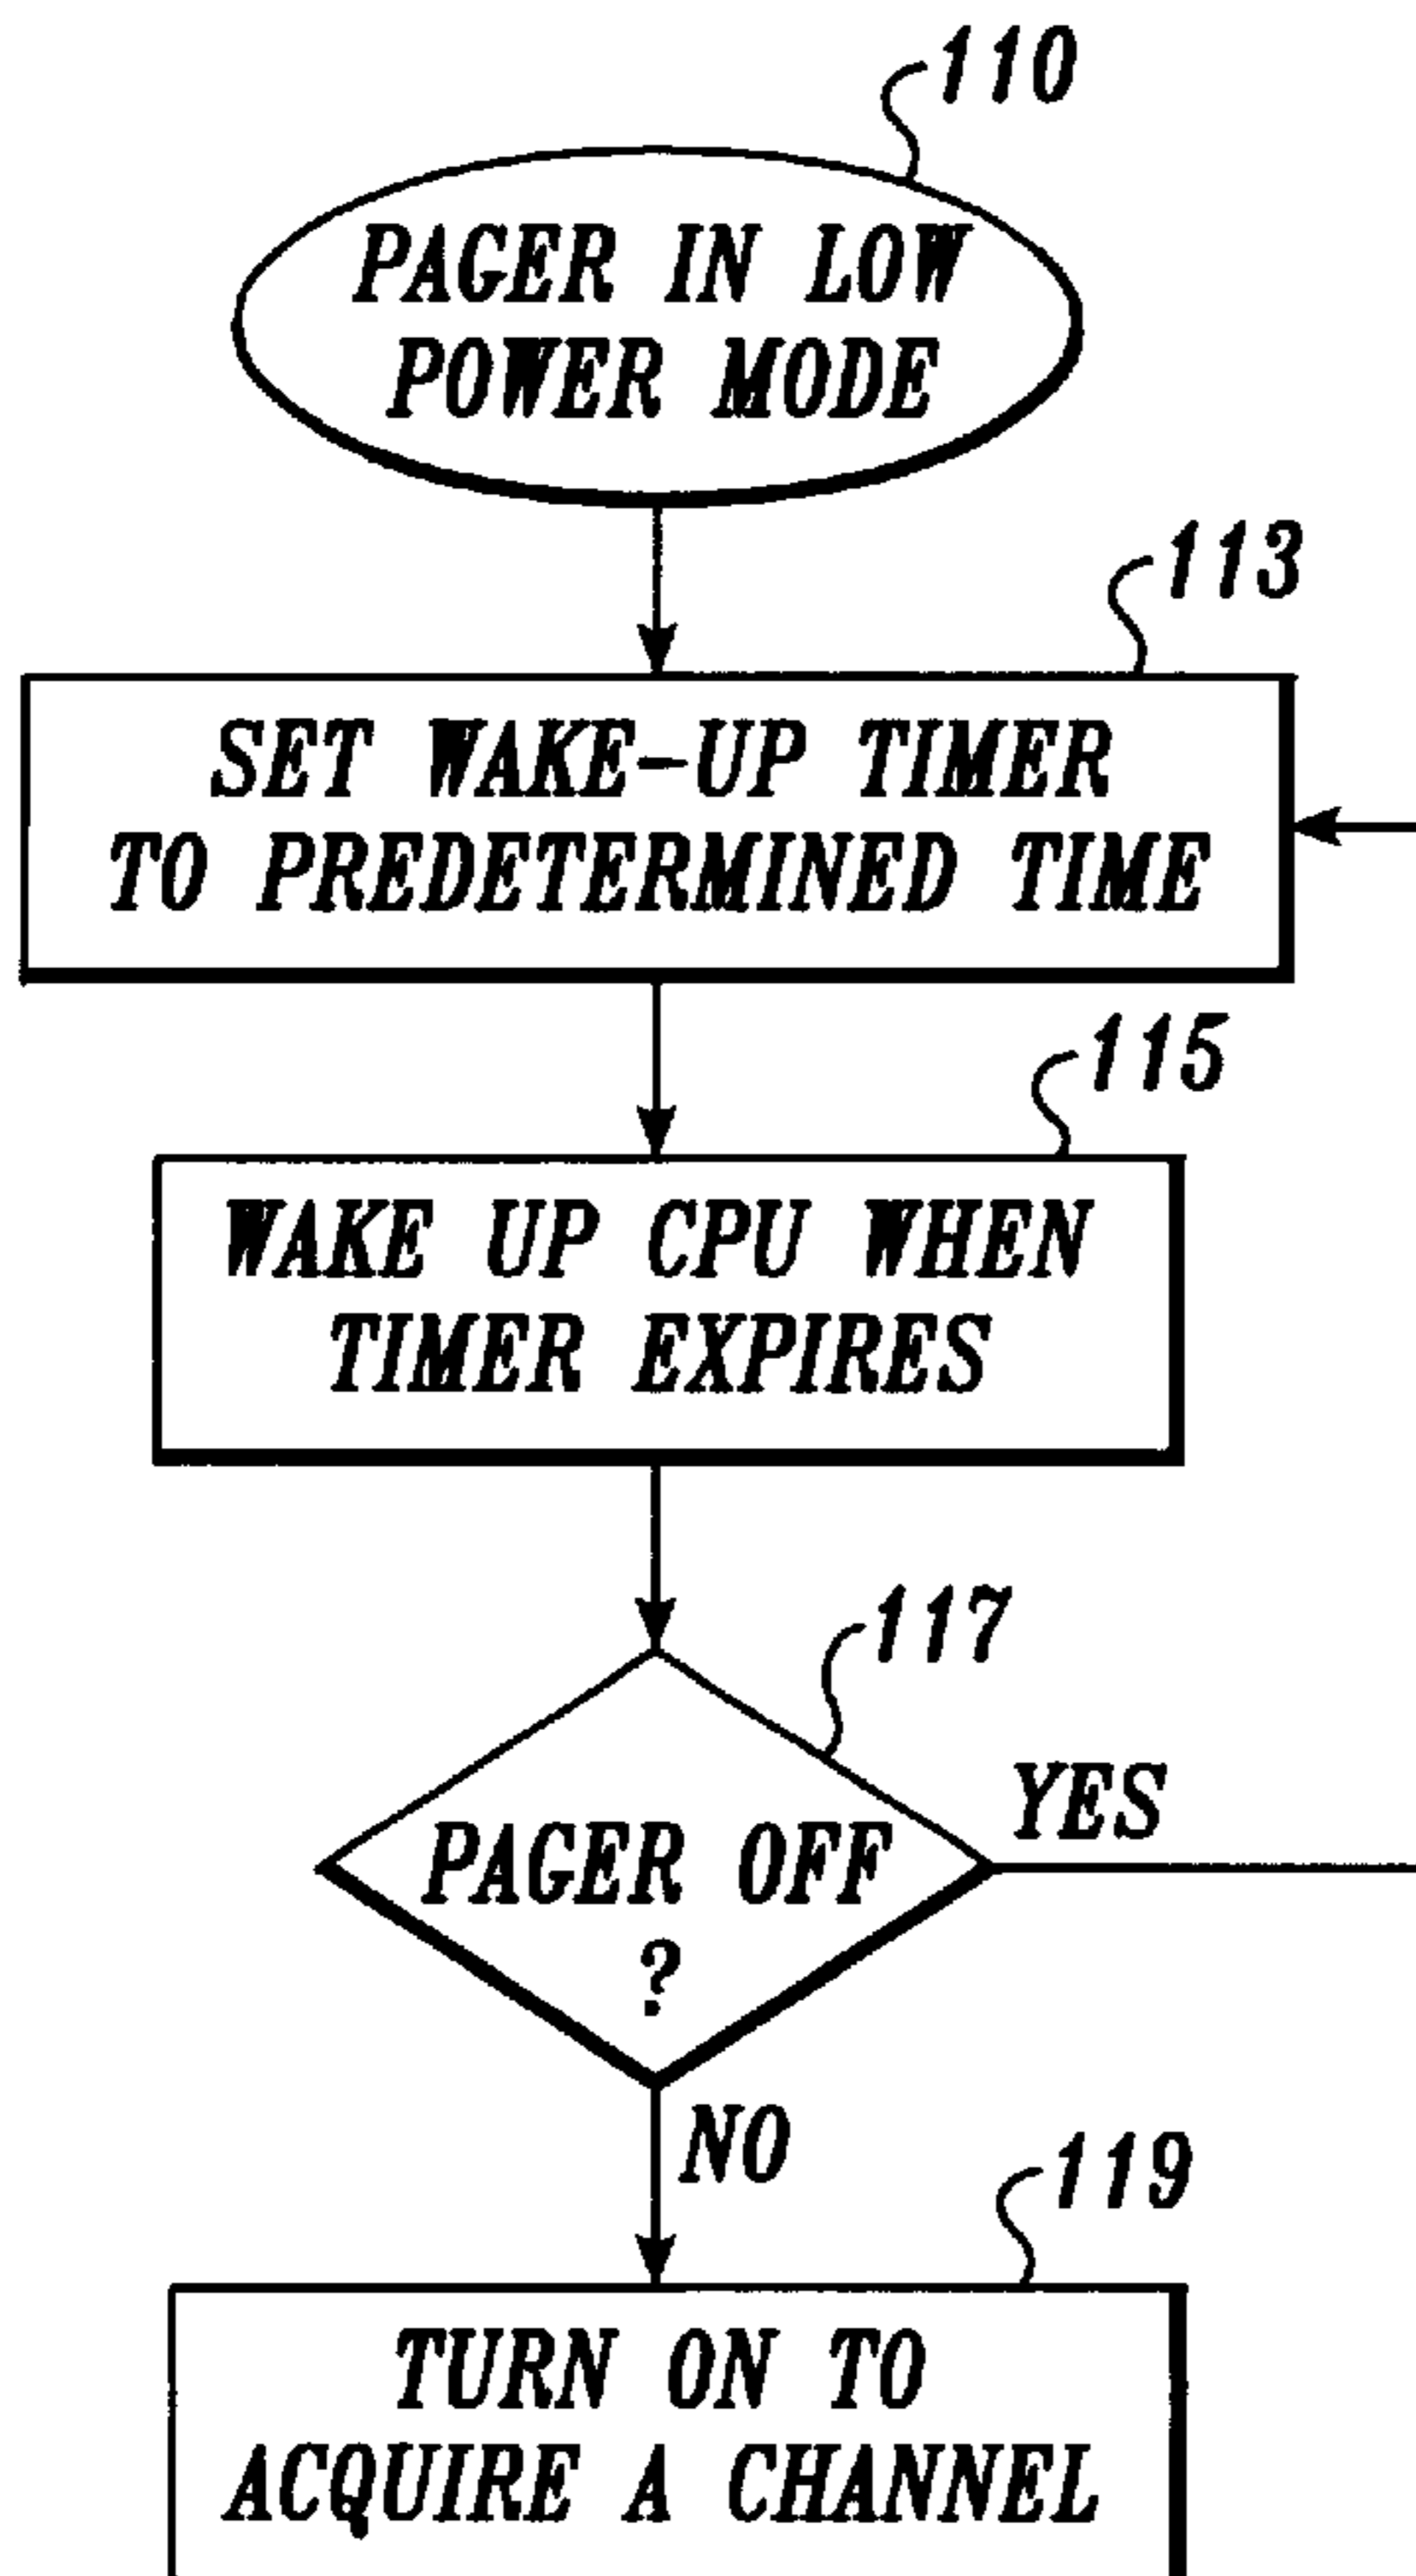 110
PAGER IN LOW
POWER MODE
113
SET WAKE-UP TIMER
TO PREDETERMINED TIME
115
WAKE UP CPU WHEN
TIMER EXPIRES
117
PAGER OFF
?
YES
NO
119
TURN ON TO
ACQUIRE A CHANNEL